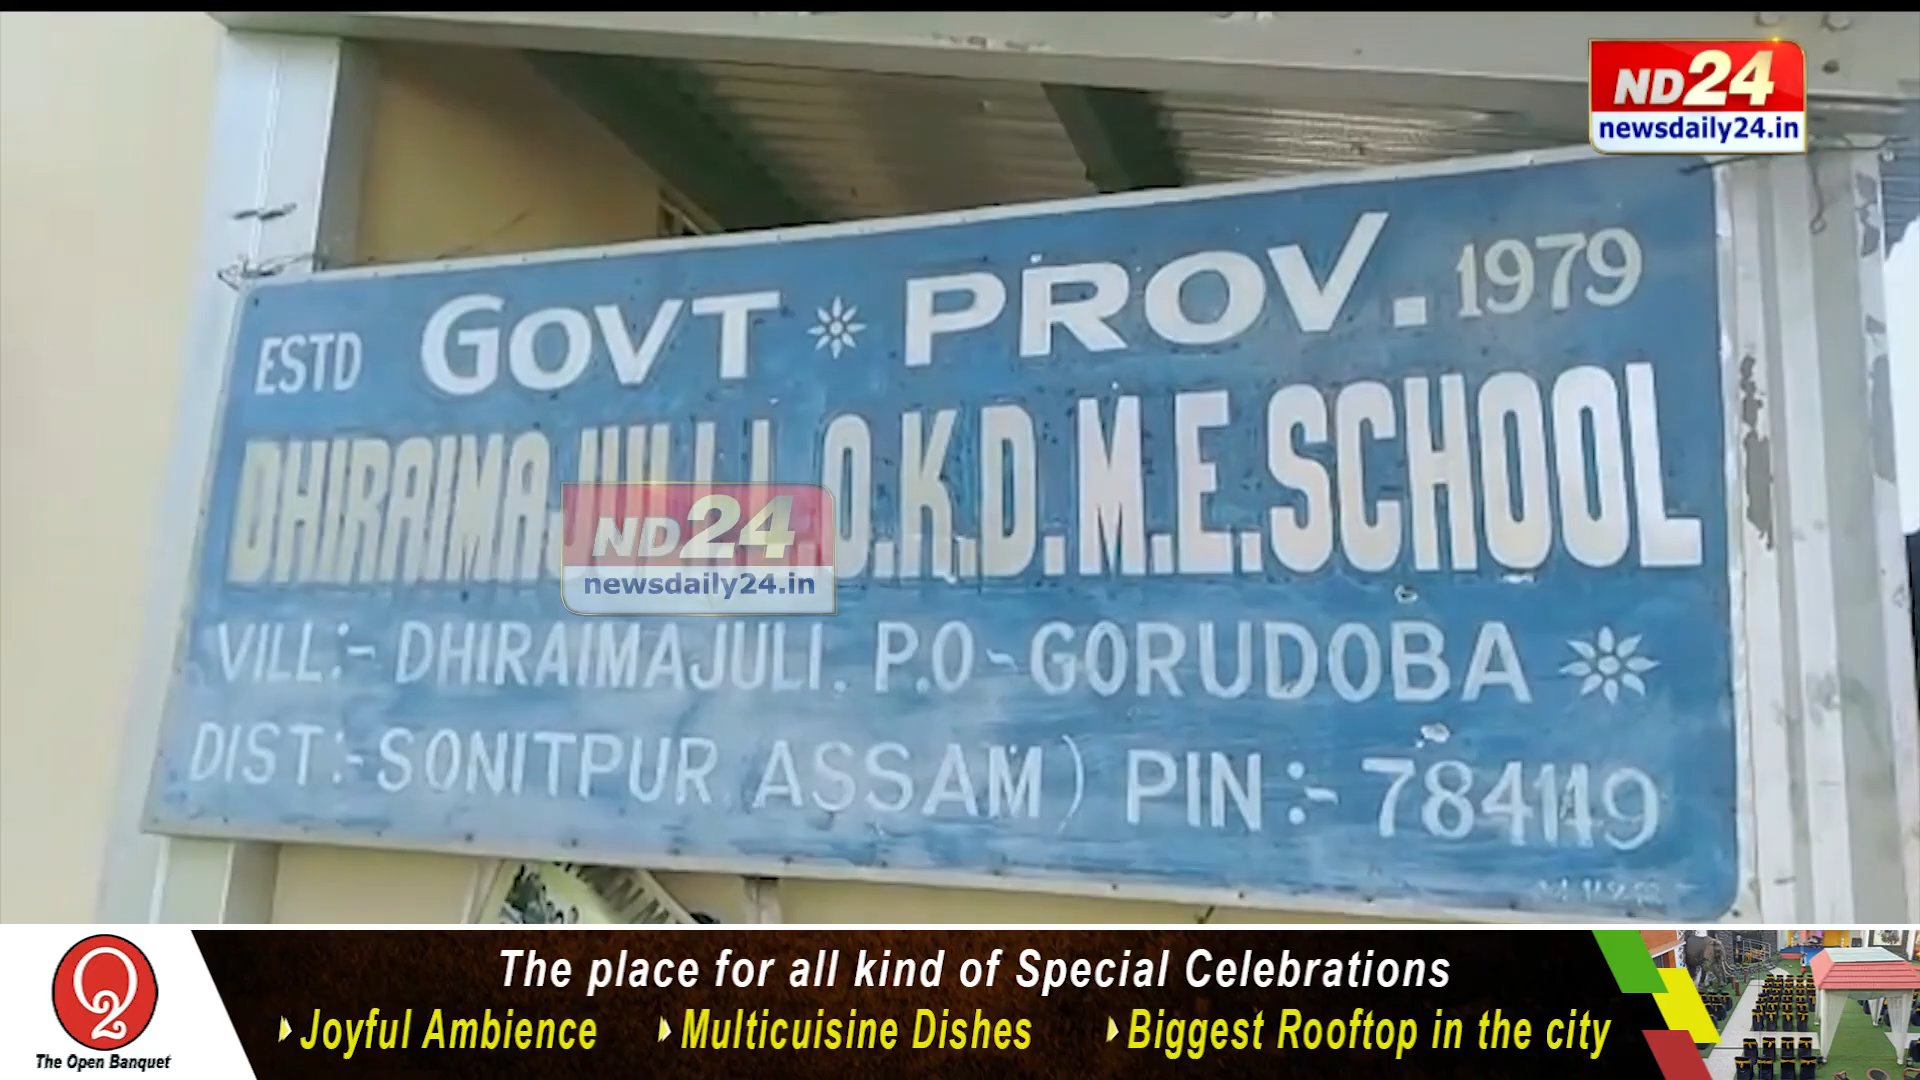 ND24
newsdaily24.in
GOVT PROV.
ESTD 1979
O.K.D.M.E.SCHOOL
ND24
newsdaily24.in
VILL:- DHIRAIMAJULI. P.O-GORUDOBA
DIST:-SONITPUR ASSAM) PIN:- 784119
The place for all kind of Special Celebrations
O2
The Open Banquet
Joyful Ambience Multicuisine Dishes Biggest Rooftop in the city